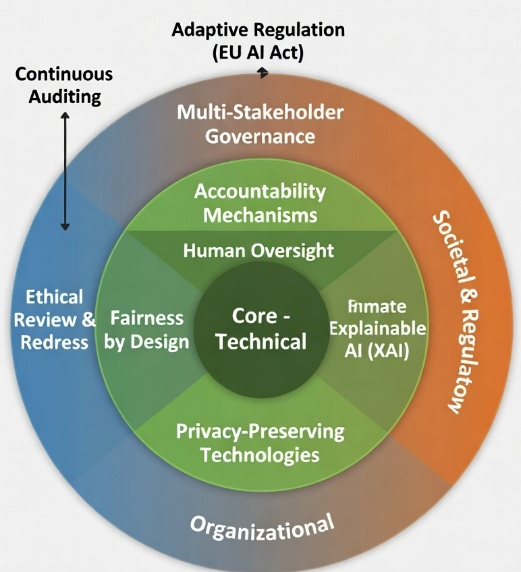 Adaptive Regulation
(EU AI Act)
Continuous
Auditing
Multi-Stakeholder
Governance
Accountability
Mechanisms
Human Oversight
Societal & Regulatow
Ethical
Review &
Redress
Fairness
by Design
Core -
Technical
Explainable
AI (XAI)
Privacy-Preserving
Technologies
Organizational